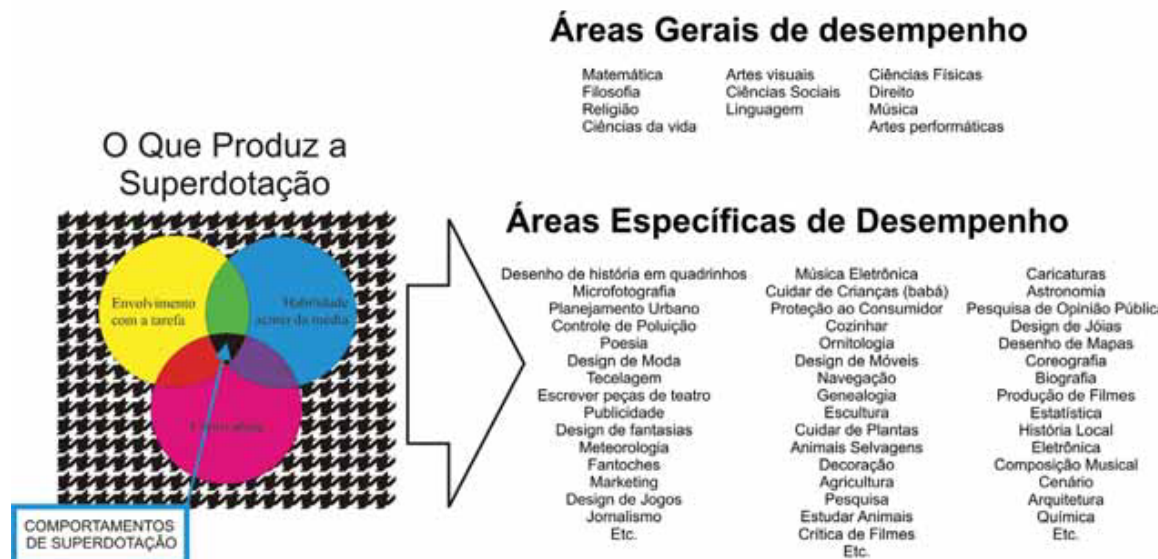 Áreas Gerais de desempenho
Matemática
Filosofia
Religião
Ciências da vida
Artes visuais
Ciências Sociais
Linguagem
Ciências Físicas
Direito
Música
Artes performáticas
O Que Produz a
Superdotação
Envolvimento
com a tarefa
Habilidade
acima da média
COMPORTAMENTOS
DE SUPERDOTAÇÃO
Áreas Específicas de Desempenho
Desenho de história em quadrinhos
Microfotografia
Planejamento Urbano
Controle de Poluição
Poesia
Design de Moda
Tecelagem
Escrever peças de teatro
Publicidade
Design de fantasias
Meteorologia
Fantoches
Marketing
Design de Jogos
Jornalismo
Etc.
Música Eletrônica
Cuidar de Crianças (babá)
Proteção ao Consumidor
Cozinhar
Ornitologia
Design de Móveis
Navegação
Genealogia
Escultura
Cuidar de Plantas
Animais Selvagens
Decoração
Agricultura
Pesquisa
Estudar Animais
Crítica de Filmes
Etc.
Caricaturas
Astronomia
Pesquisa de Opinião Públic
Design de Jóias
Desenho de Mapas
Coreografia
Biografia
Produção de Filmes
Estatística
História Local
Eletrônica
Composição Musical
Cenário
Arquitetura
Química
Etc.